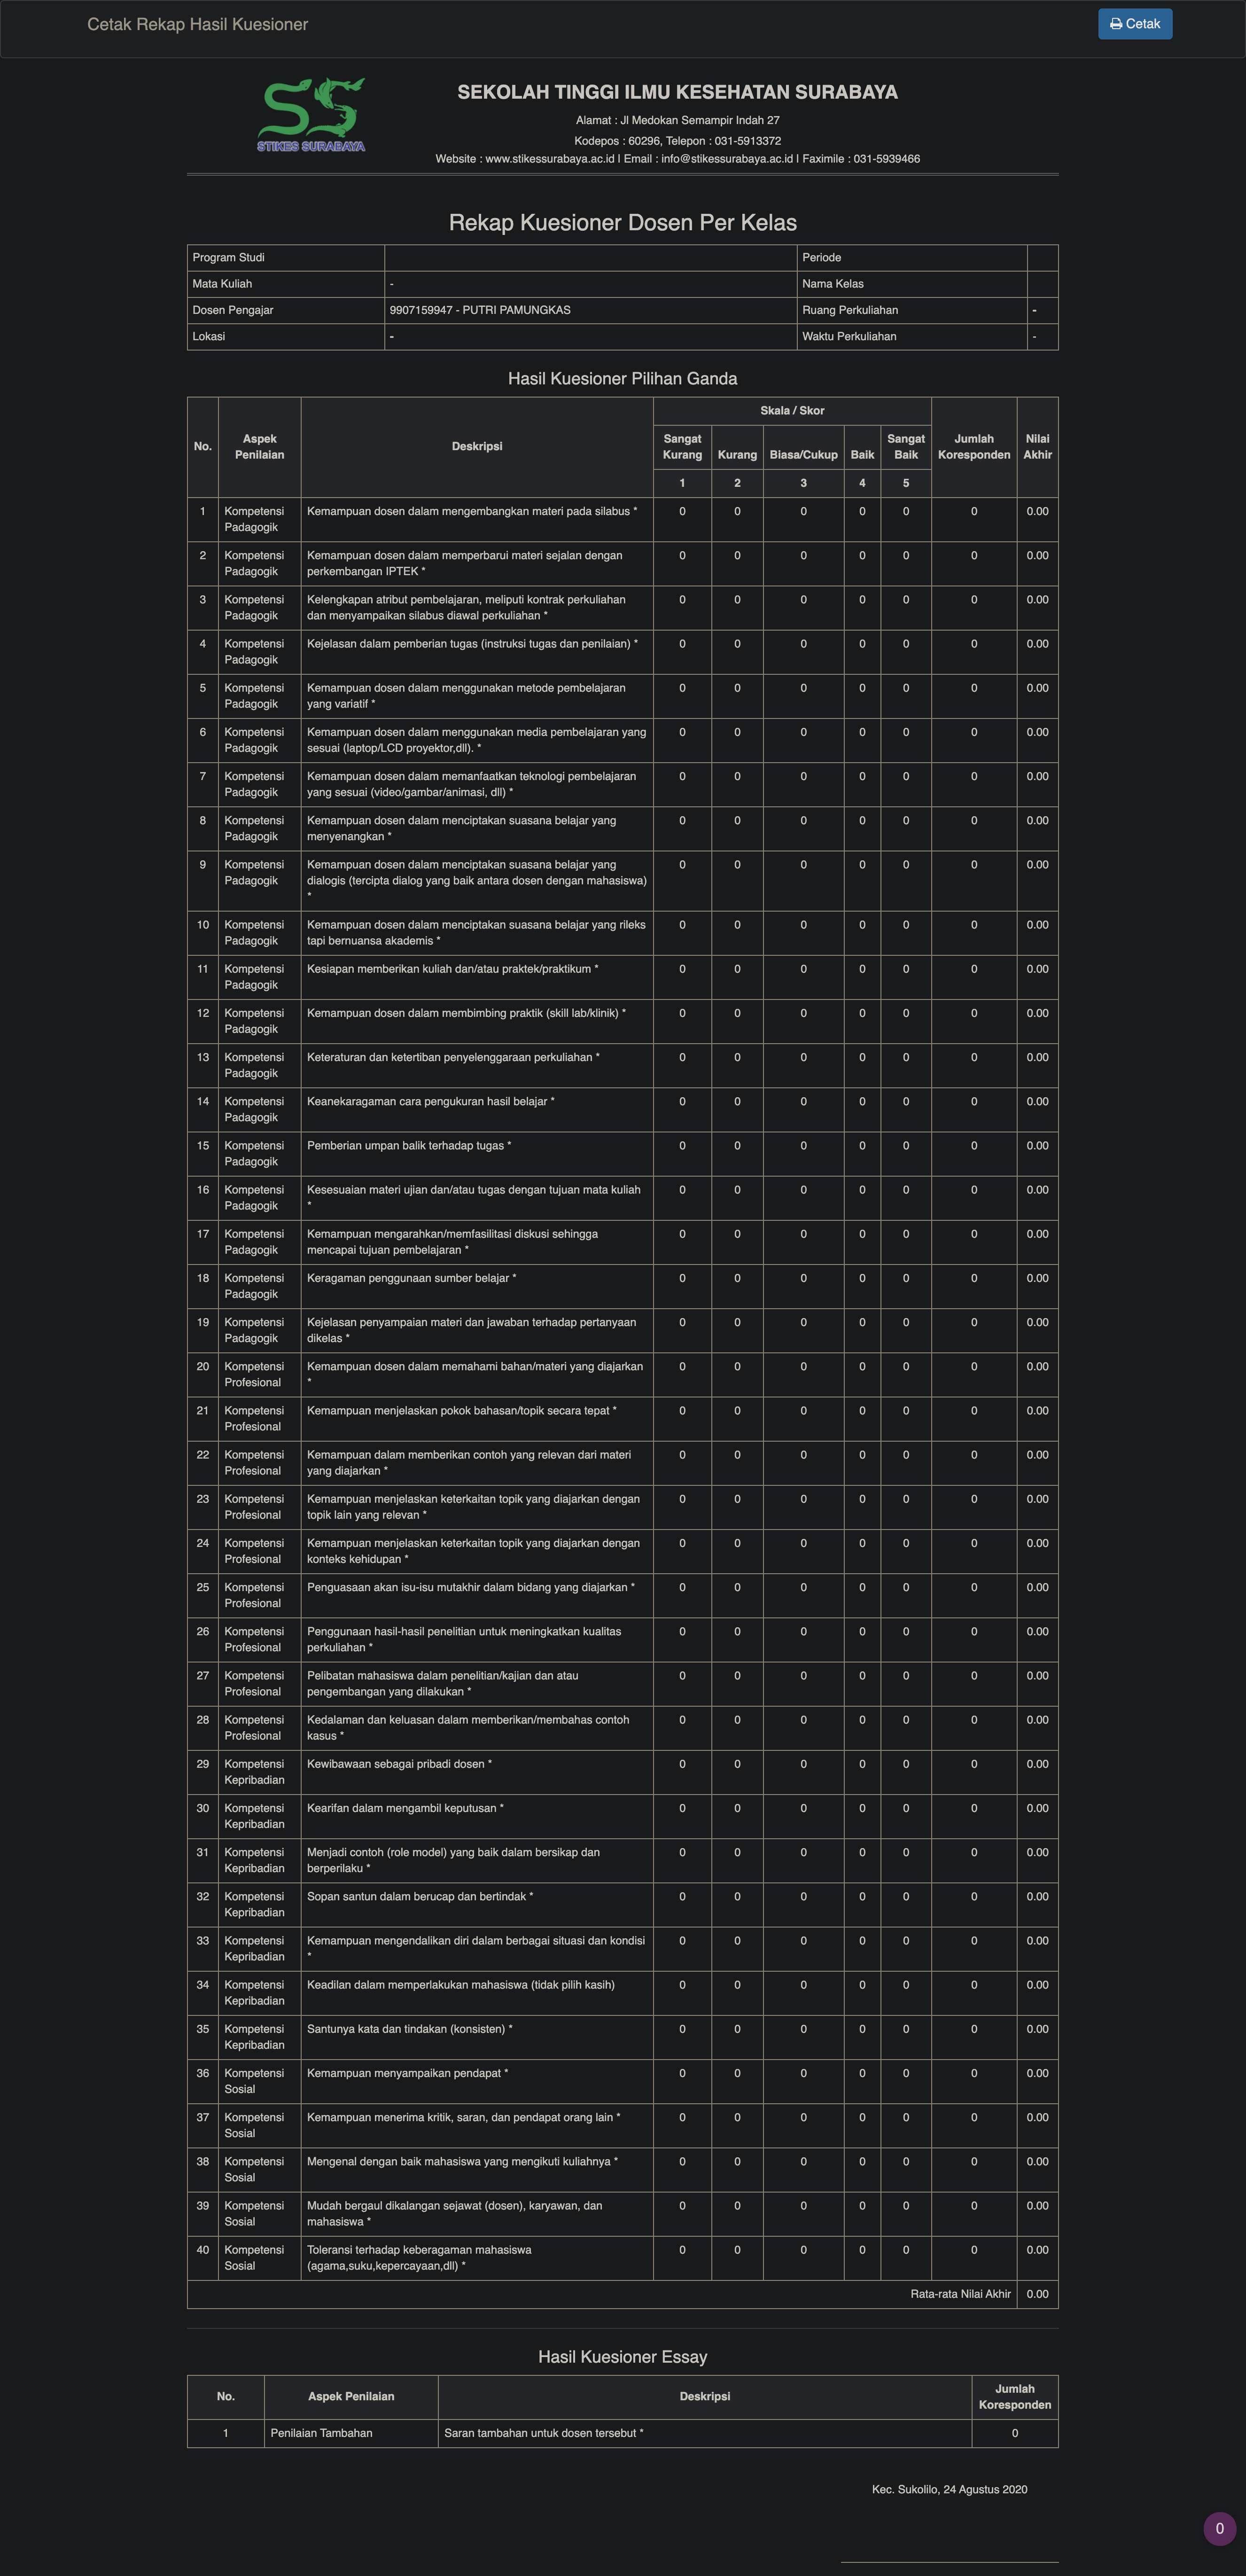 Cetak Rekap Hasil Kuesioner
Cetak
STIKES SURABAYA
SEKOLAH TINGGI ILMU KESEHATAN SURABAYA
Alamat : Jl Medokan Semampir Indah 27
Kodepos : 60296, Telepon : 031-5913372
Website : www.stikessurabaya.ac.id I Email : info@stikessurabaya.ac.id I Faximile : 031-5939466
Rekap Kuesioner Dosen Per Kelas
Program Studi Periode
Mata Kuliah - Nama Kelas
Dosen Pengajar 9907159947 - PUTRI PAMUNGKAS Ruang Perkuliahan -
Lokasi - Waktu Perkuliahan -
Hasil Kuesioner Pilihan Ganda
No. Aspek Penilaian Deskripsi Skala / Skor Jumlah Koresponden Nilai Akhir
Sangat Kurang Kurang Biasa/Cukup Baik Sangat Baik
1 2 3 4 5
1 Kompetensi Padagogik Kemampuan dosen dalam mengembangkan materi pada silabus * 0 0 0 0 0 0 0.00
2 Kompetensi Padagogik Kemampuan dosen dalam memperbarui materi sejalan dengan perkembangan IPTEK * 0 0 0 0 0 0 0.00
3 Kompetensi Padagogik Kelengkapan atribut pembelajaran, meliputi kontrak perkuliahan dan menyampaikan silabus diawal perkuliahan * 0 0 0 0 0 0 0.00
4 Kompetensi Padagogik Kejelasan dalam pemberian tugas (instruksi tugas dan penilaian) * 0 0 0 0 0 0 0.00
5 Kompetensi Padagogik Kemampuan dosen dalam menggunakan metode pembelajaran yang variatif * 0 0 0 0 0 0 0.00
6 Kompetensi Padagogik Kemampuan dosen dalam menggunakan media pembelajaran yang sesuai (laptop/LCD proyektor,dll). * 0 0 0 0 0 0 0.00
7 Kompetensi Padagogik Kemampuan dosen dalam memanfaatkan teknologi pembelajaran yang sesuai (video/gambar/animasi, dll) * 0 0 0 0 0 0 0.00
8 Kompetensi Padagogik Kemampuan dosen dalam menciptakan suasana belajar yang menyenangkan * 0 0 0 0 0 0 0.00
9 Kompetensi Padagogik Kemampuan dosen dalam menciptakan suasana belajar yang dialogis (tercipta dialog yang baik antara dosen dengan mahasiswa) * 0 0 0 0 0 0 0.00
10 Kompetensi Padagogik Kemampuan dosen dalam menciptakan suasana belajar yang rileks tapi bernuansa akademis * 0 0 0 0 0 0 0.00
11 Kompetensi Padagogik Kesiapan memberikan kuliah dan/atau praktek/praktikum * 0 0 0 0 0 0 0.00
12 Kompetensi Padagogik Kemampuan dosen dalam membimbing praktik (skill lab/klinik) * 0 0 0 0 0 0 0.00
13 Kompetensi Padagogik Keteraturan dan ketertiban penyelenggaraan perkuliahan * 0 0 0 0 0 0 0.00
14 Kompetensi Padagogik Keanekaragaman cara pengukuran hasil belajar * 0 0 0 0 0 0 0.00
15 Kompetensi Padagogik Pemberian umpan balik terhadap tugas * 0 0 0 0 0 0 0.00
16 Kompetensi Padagogik Kesesuaian materi ujian dan/atau tugas dengan tujuan mata kuliah * 0 0 0 0 0 0 0.00
17 Kompetensi Padagogik Kemampuan mengarahkan/memfasilitasi diskusi sehingga mencapai tujuan pembelajaran * 0 0 0 0 0 0 0.00
18 Kompetensi Padagogik Keragaman penggunaan sumber belajar * 0 0 0 0 0 0 0.00
19 Kompetensi Padagogik Kejelasan penyampaian materi dan jawaban terhadap pertanyaan dikelas * 0 0 0 0 0 0 0.00
20 Kompetensi Profesional Kemampuan dosen dalam memahami bahan/materi yang diajarkan * 0 0 0 0 0 0 0.00
21 Kompetensi Profesional Kemampuan menjelaskan pokok bahasan/topik secara tepat * 0 0 0 0 0 0 0.00
22 Kompetensi Profesional Kemampuan dalam memberikan contoh yang relevan dari materi yang diajarkan * 0 0 0 0 0 0 0.00
23 Kompetensi Profesional Kemampuan menjelaskan keterkaitan topik yang diajarkan dengan topik lain yang relevan * 0 0 0 0 0 0 0.00
24 Kompetensi Profesional Kemampuan menjelaskan keterkaitan topik yang diajarkan dengan konteks kehidupan * 0 0 0 0 0 0 0.00
25 Kompetensi Profesional Penguasaan akan isu-isu mutakhir dalam bidang yang diajarkan * 0 0 0 0 0 0 0.00
26 Kompetensi Profesional Penggunaan hasil-hasil penelitian untuk meningkatkan kualitas perkuliahan * 0 0 0 0 0 0 0.00
27 Kompetensi Profesional Pelibatan mahasiswa dalam penelitian/kajian dan atau pengembangan yang dilakukan * 0 0 0 0 0 0 0.00
28 Kompetensi Profesional Kedalaman dan keluasan dalam memberikan/membahas contoh kasus * 0 0 0 0 0 0 0.00
29 Kompetensi Kepribadian Kewibawaan sebagai pribadi dosen * 0 0 0 0 0 0 0.00
30 Kompetensi Kepribadian Kearifan dalam mengambil keputusan * 0 0 0 0 0 0 0.00
31 Kompetensi Kepribadian Menjadi contoh (role model) yang baik dalam bersikap dan berperilaku * 0 0 0 0 0 0 0.00
32 Kompetensi Kepribadian Sopan santun dalam berucap dan bertindak * 0 0 0 0 0 0 0.00
33 Kompetensi Kepribadian Kemampuan mengendalikan diri dalam berbagai situasi dan kondisi * 0 0 0 0 0 0 0.00
34 Kompetensi Kepribadian Keadilan dalam memperlakukan mahasiswa (tidak pilih kasih) 0 0 0 0 0 0 0.00
35 Kompetensi Kepribadian Santunya kata dan tindakan (konsisten) * 0 0 0 0 0 0 0.00
36 Kompetensi Sosial Kemampuan menyampaikan pendapat * 0 0 0 0 0 0 0.00
37 Kompetensi Sosial Kemampuan menerima kritik, saran, dan pendapat orang lain * 0 0 0 0 0 0 0.00
38 Kompetensi Sosial Mengenal dengan baik mahasiswa yang mengikuti kuliahnya * 0 0 0 0 0 0 0.00
39 Kompetensi Sosial Mudah bergaul dikalangan sejawat (dosen), karyawan, dan mahasiswa * 0 0 0 0 0 0 0.00
40 Kompetensi Sosial Toleransi terhadap keberagaman mahasiswa (agama,suku,kepercayaan,dll) * 0 0 0 0 0 0 0.00
Rata-rata Nilai Akhir 0.00
Hasil Kuesioner Essay
No. Aspek Penilaian Deskripsi Jumlah Koresponden
1 Penilaian Tambahan Saran tambahan untuk dosen tersebut * 0
Kec. Sukolilo, 24 Agustus 2020
0